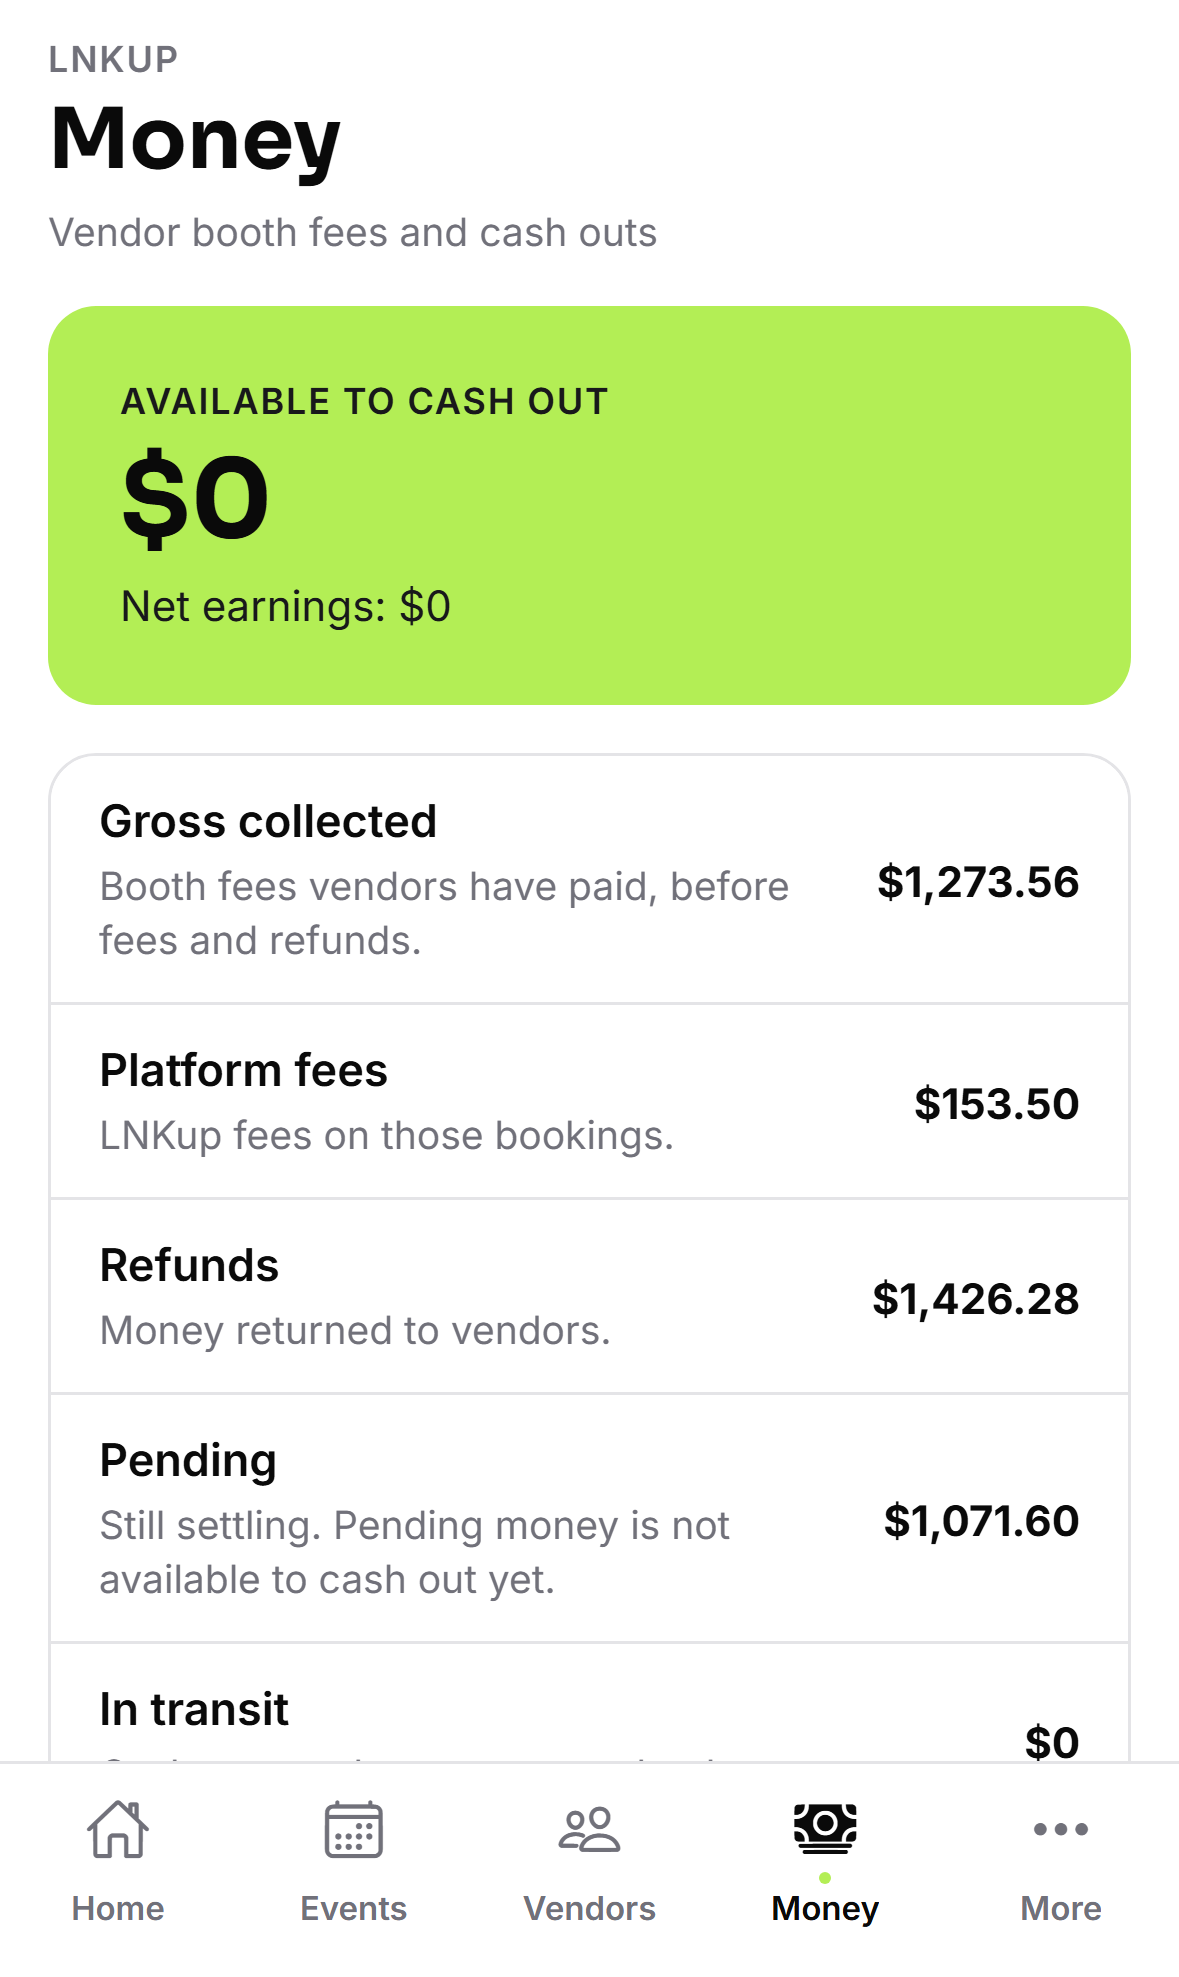 LNKUP
Money
Vendor booth fees and cash outs
AVAILABLE TO CASH OUT
$0
Net earnings: $0
Gross collected
Booth fees vendors have paid, before
fees and refunds.
$1,273.56
Platform fees
LNKup fees on those bookings.
$153.50
Refunds
Money returned to vendors.
$1,426.28
Pending
Still settling. Pending money is not
available to cash out yet.
$1,071.60
In transit
$0
Home
Events
Vendors
Money
More